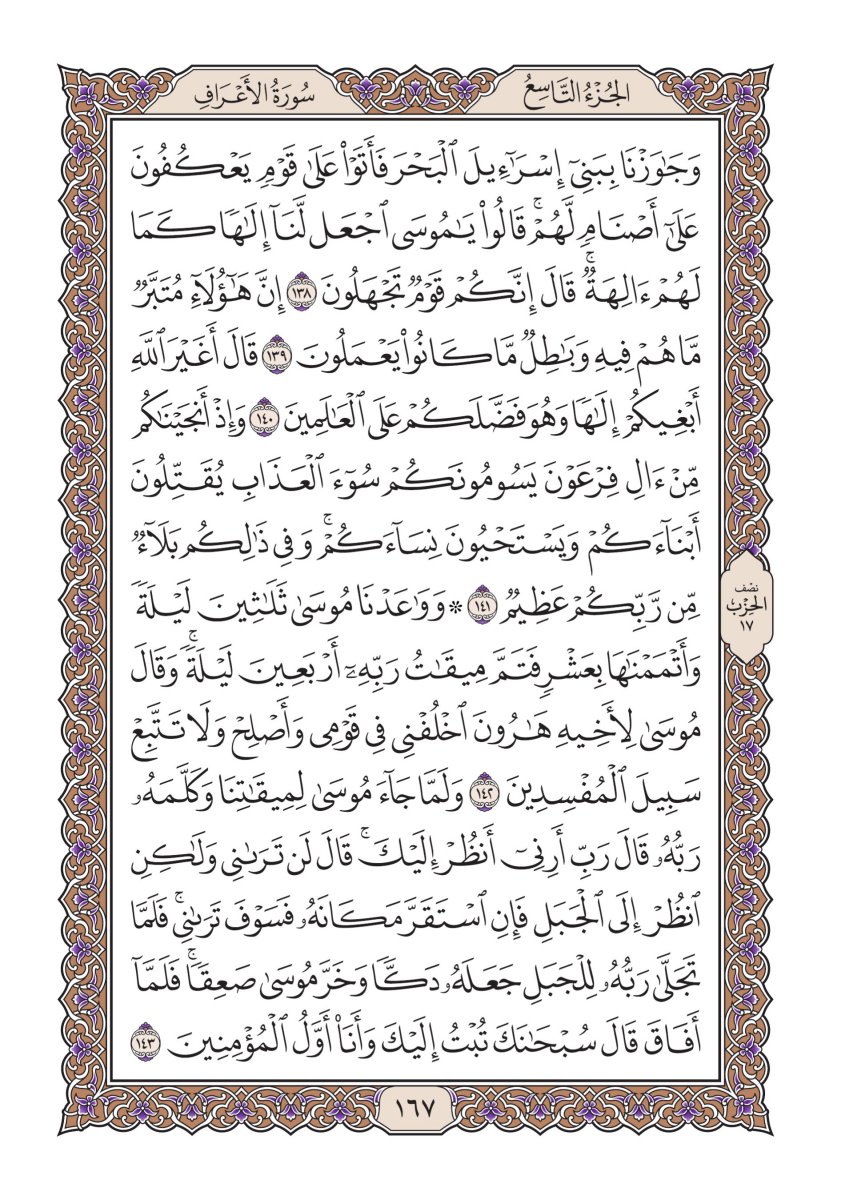 الجُزْءُ التَّاسِعُ
سُورَةُ الأَعْرَافِ
وَجَٰوَزْنَا بِبَنِيٓ إِسْرَٰٓءِيلَ ٱلْبَحْرَ فَأَتَوْا۟ عَلَىٰ قَوْمٍ يَعْكُفُونَ
عَلَىٰٓ أَصْنَامٍ لَّهُمْ ۚ قَالُوا۟ يَٰمُوسَى ٱجْعَل لَّنَآ إِلَٰهًا كَمَا
لَهُمْ ءَالِهَةٌ ۚ قَالَ إِنَّكُمْ قَوْمٌ تَجْهَلُونَ ١٣٨ إِنَّ هَٰٓؤُلَآءِ مُتَبَّرٌ
مَّا هُمْ فِيهِ وَبَٰطِلٌ مَّا كَانُوا۟ يَعْمَلُونَ ١٣٩ قَالَ أَغَيْرَ ٱللَّهِ
أَبْغِيكُمْ إِلَٰهًا وَهُوَ فَضَّلَكُمْ عَلَى ٱلْعَٰلَمِينَ ١٤٠ وَإِذْ أَنجَيْنَٰكُم
مِّنْ ءَالِ فِرْعَوْنَ يَسُومُونَكُمْ سُوٓءَ ٱلْعَذَابِ يُقَتِّلُونَ
أَبْنَآءَكُمْ وَيَسْتَحْيُونَ نِسَآءَكُمْ ۚ وَفِي ذَٰلِكُم بَلَآءٌ
مِّن رَّبِّكُمْ عَظِيمٌ ١٤١ * وَوَٰعَدْنَا مُوسَىٰ ثَلَٰثِينَ لَيْلَةً
وَأَتْمَمْنَٰهَا بِعَشْرٍ فَتَمَّ مِيقَٰتُ رَبِّهِۦٓ أَرْبَعِينَ لَيْلَةً ۚ وَقَالَ
مُوسَىٰ لِأَخِيهِ هَٰرُونَ ٱخْلُفْنِي فِي قَوْمِي وَأَصْلِحْ وَلَا تَتَّبِعْ
سَبِيلَ ٱلْمُفْسِدِينَ ١٤٢ وَلَمَّا جَآءَ مُوسَىٰ لِمِيقَٰتِنَا وَكَلَّمَهُۥ
رَبُّهُۥ قَالَ رَبِّ أَرِنِيٓ أَنظُرْ إِلَيْكَ ۚ قَالَ لَن تَرَىٰنِي وَلَٰكِنِ
ٱنظُرْ إِلَى ٱلْجَبَلِ فَإِنِ ٱسْتَقَرَّ مَكَانَهُۥ فَسَوْفَ تَرَىٰنِي ۚ فَلَمَّا
تَجَلَّىٰ رَبُّهُۥ لِلْجَبَلِ جَعَلَهُۥ دَكًّا وَخَرَّ مُوسَىٰ صَعِقًا ۚ فَلَمَّآ
أَفَاقَ قَالَ سُبْحَٰنَكَ تُبْتُ إِلَيْكَ وَأَنَا۠ أَوَّلُ ٱلْمُؤْمِنِينَ ١٤٣
نصف
الحزب
١٧
١٦٧